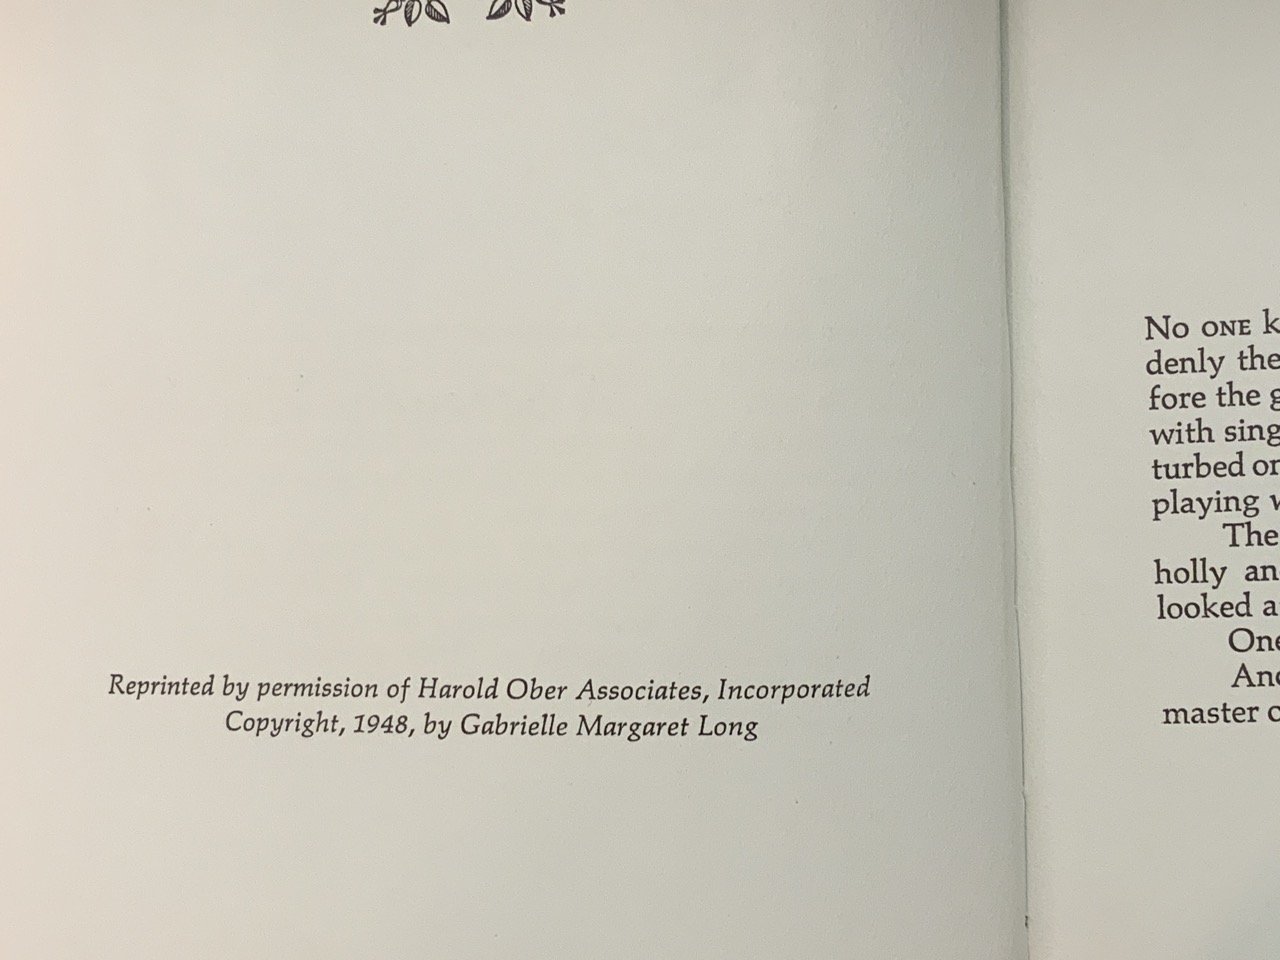 Reprinted by permission of Harold Ober Associates, Incorporated
Copyright, 1948, by Gabrielle Margaret Long
No ONE k
denly the
fore the g
with sing
turbed or
playing w
The
holly an
looked a
One
And
master c